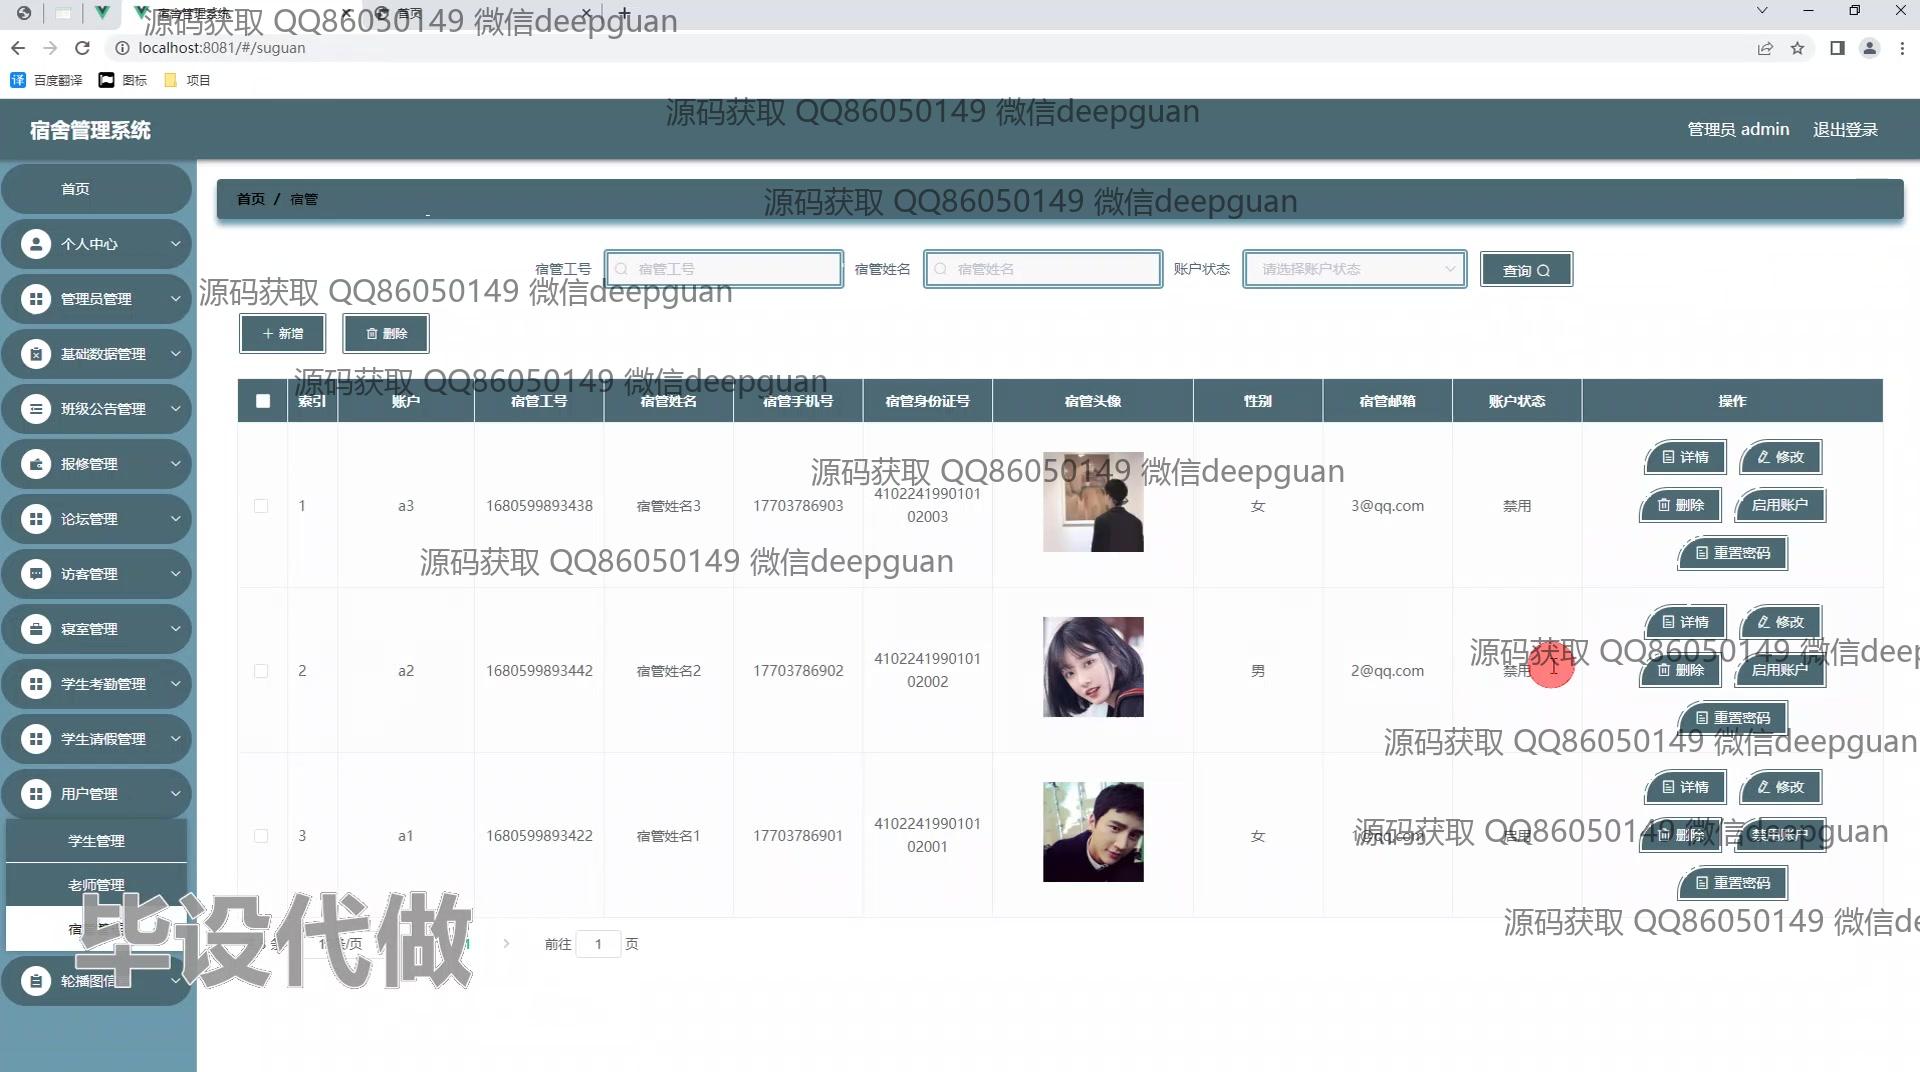 宿舍管理系统
首页
源码获取 QQ86050149 微信deepguan
localhost:8081/#/suguan
百度翻译
图标
项目
源码获取 QQ86050149 微信deepguan
宿舍管理系统
管理员 admin
退出登录
首页 / 宿管
源码获取 QQ86050149 微信deepguan
首页
个人中心
管理员管理
基础数据管理
班级公告管理
报修管理
论坛管理
访客管理
寝室管理
学生考勤管理
学生请假管理
用户管理
学生管理
老师管理
轮播图信
宿管工号
宿管工号
宿管姓名
宿管姓名
账户状态
请选择账户状态
查询
源码获取 QQ86050149 微信deepguan
新增
删除
源码获取 QQ86050149 微信deepguan
索引 账户 宿管工号 宿管姓名 宿管手机号 宿管身份证号 宿管头像 性别 宿管邮箱 账户状态 操作
源码获取 QQ86050149 微信deepguan
1 a3 1680599893438 宿管姓名3 17703786903 4102241990101
02003
女 3@qq.com 禁用
详情 修改
删除 启用账户
重置密码
源码获取 QQ86050149 微信deepguan
2 a2 1680599893442 宿管姓名2 17703786902 4102241990101
02002
男 2@qq.com 禁用
详情 修改
源码获取 QQ86050149 微信deep
删除 启用账户
重置密码
源码获取 QQ86050149 微信deepguan
3 a1 1680599893422 宿管姓名1 17703786901 4102241990101
02001
女 1@qq.com 启用
详情 修改
源码获取 QQ86050149 微信deepguan
删除 禁用账户
重置密码
源码获取 QQ86050149 微信de
毕设代做
条/页
1
前往 1 页